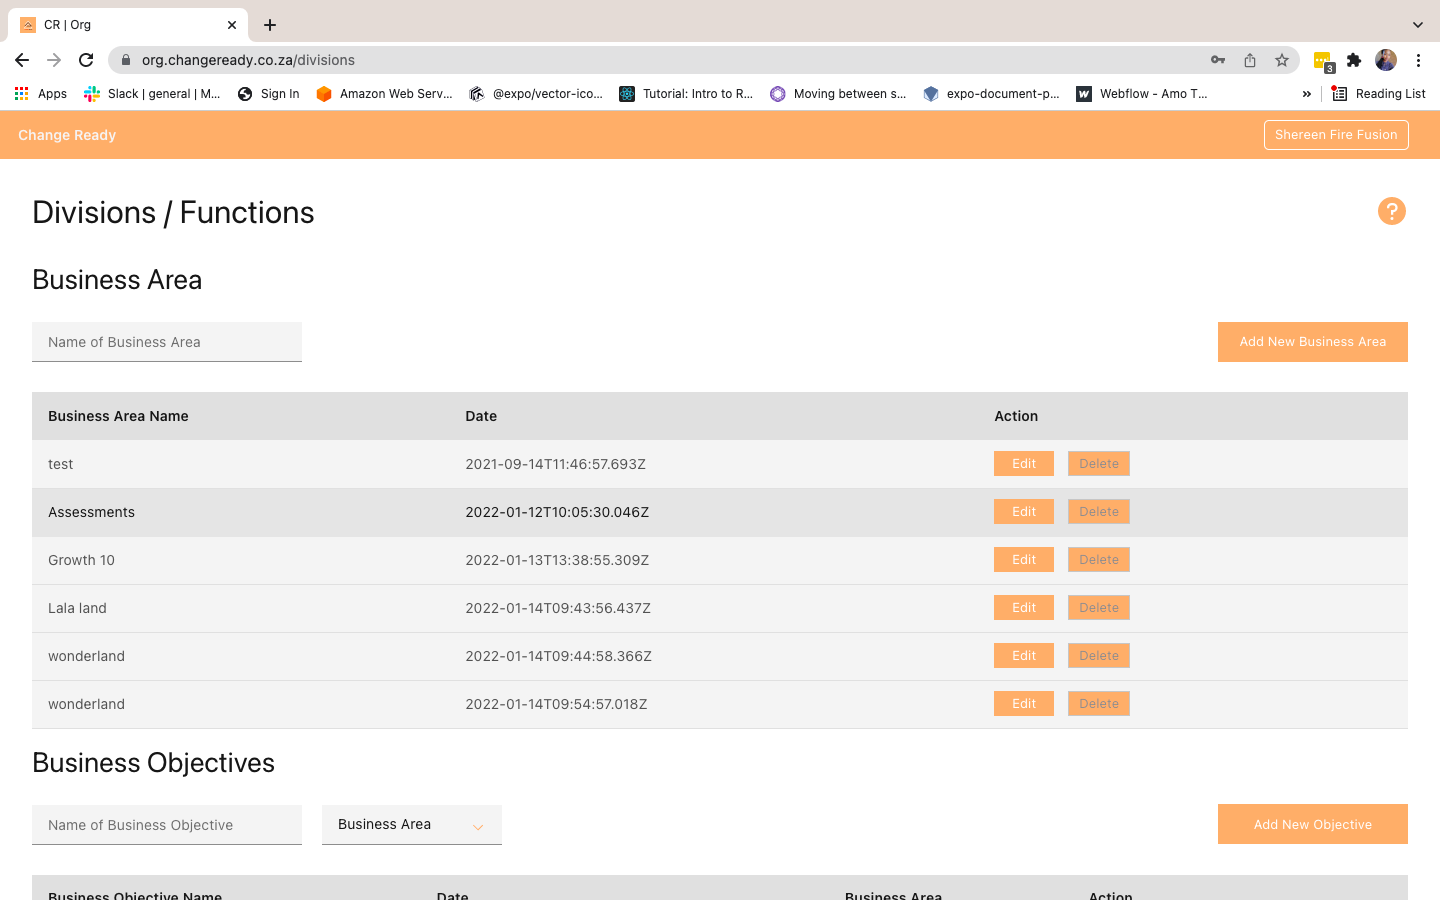 CR | Org
org.changeready.co.za/divisions
3
Apps
Slack | general | M...
Sign In
Amazon Web Serv...
@expo/vector-ico...
Tutorial: Intro to R...
Moving between s...
expo-document-p...
Webflow - Amo T...
»
Reading List
Change Ready
Shereen Fire Fusion
Divisions / Functions
?
Business Area
Name of Business Area
Add New Business Area
Business Area Name Date Action
test 2021-09-14T11:46:57.693Z Edit Delete
Assessments 2022-01-12T10:05:30.046Z Edit Delete
Growth 10 2022-01-13T13:38:55.309Z Edit Delete
Lala land 2022-01-14T09:43:56.437Z Edit Delete
wonderland 2022-01-14T09:44:58.366Z Edit Delete
wonderland 2022-01-14T09:54:57.018Z Edit Delete
Business Objectives
Name of Business Objective
Business Area
Add New Objective
Business Objective Name Date Business Area Action